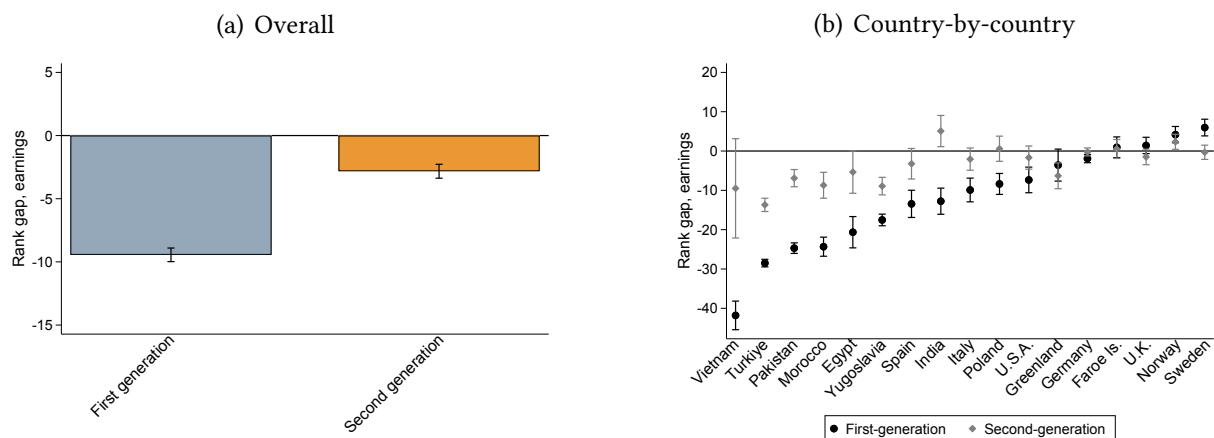 (a) Overall
Rank gap, earnings
5
0
-5
-10
-15
First generation
Second generation
(b) Country-by-country
Rank gap, earnings
20
10
0
-10
-20
-30
-40
Vietnam
Turkiye
Pakistan
Morocco
Egypt
Yugoslavia
Spain
India
Italy
Poland
U.S.A.
Greenland
Germany
Faroe Is.
U.K.
Norway
Sweden
First-generation
Second-generation